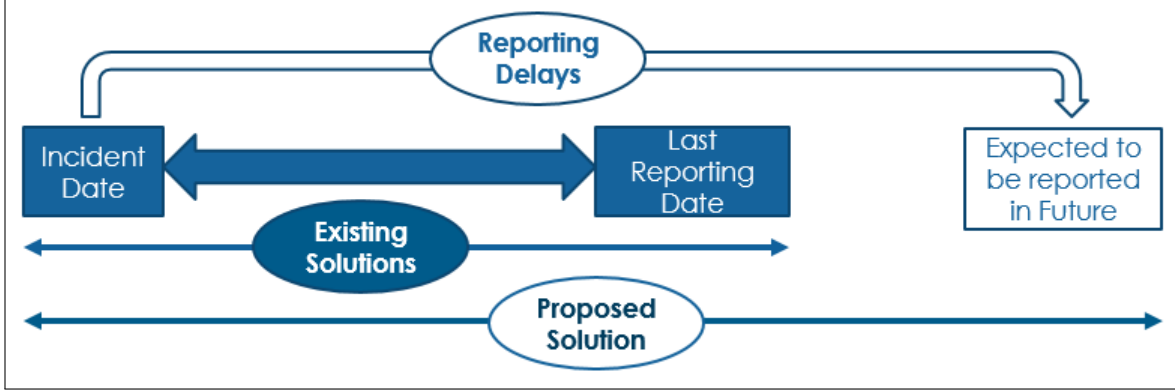 Reporting
Delays
Incident
Date
Last
Reporting
Date
Expected to
be reported
in Future
Existing
Solutions
Proposed
Solution